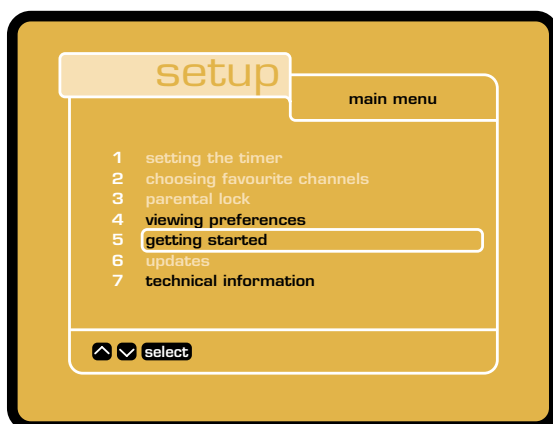 setup
main menu
1 setting the timer
2 choosing favourite channels
3 parental lock
4 viewing preferences
5 getting started
6 updates
7 technical information
select